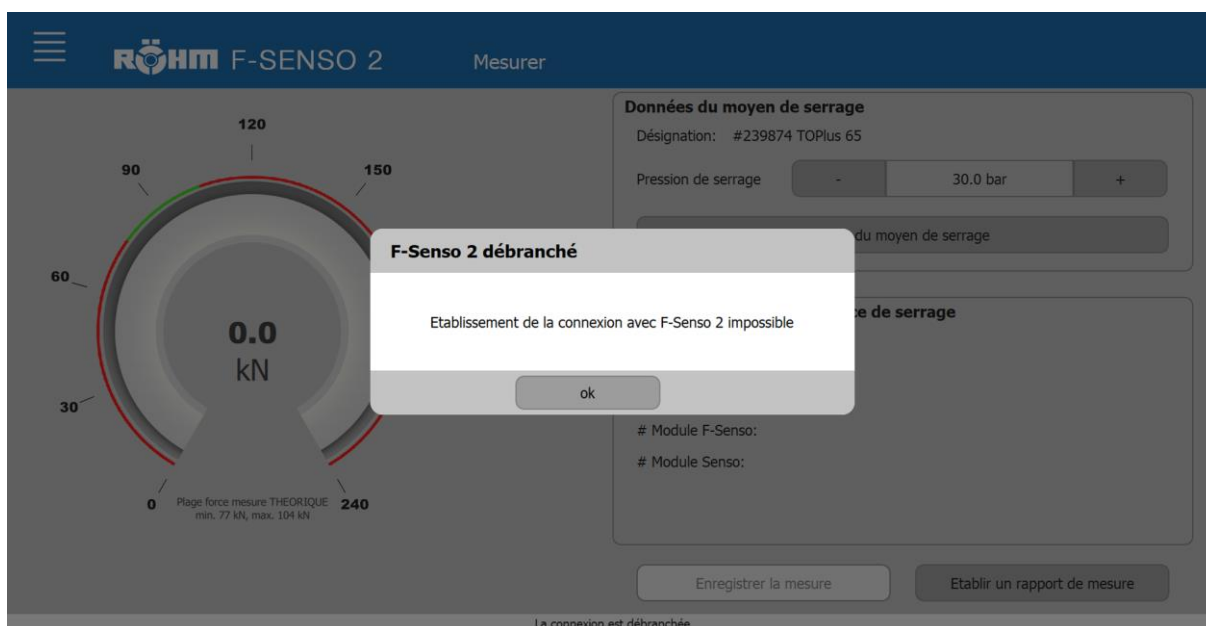 RÖHM F-SENSO 2
Mesurer
120
90
150
60
30
0
240
0.0
kN
Plage force mesure THEORIQUE
min. 77 kN, max. 104 kN
Données du moyen de serrage
Désignation: #239874 TOPlus 65
Pression de serrage - 30.0 bar +
du moyen de serrage
F-Senso 2 débranché
Etablissement de la connexion avec F-Senso 2 impossible
ok
de serrage
# Module F-Senso:
# Module Senso:
Enregistrer la mesure
Etablir un rapport de mesure
La connexion est débranchée